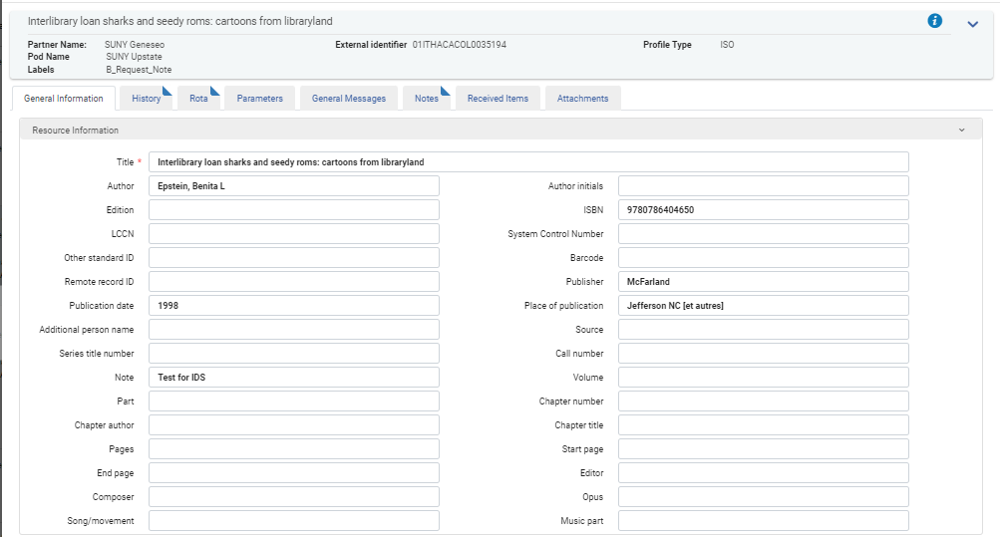 Interlibrary loan sharks and seedy roms: cartoons from libraryland
Partner Name: SUNY Geneseo External identifier 01ITHACACOL0035194 Profile Type ISO
Pod Name SUNY Upstate
Labels B_Request_Note
General Information History Rota Parameters General Messages Notes Received Items Attachments
Resource Information
Title * Interlibrary loan sharks and seedy roms: cartoons from libraryland
Author Epstein, Benita L Author initials
Edition ISBN 9780786404650
LCCN System Control Number
Other standard ID Barcode
Remote record ID Publisher McFarland
Publication date 1998 Place of publication Jefferson NC [et autres]
Additional person name Source
Series title number Call number
Note Test for IDS Volume
Part Chapter number
Chapter author Chapter title
Pages Start page
End page Editor
Composer Opus
Song/movement Music part